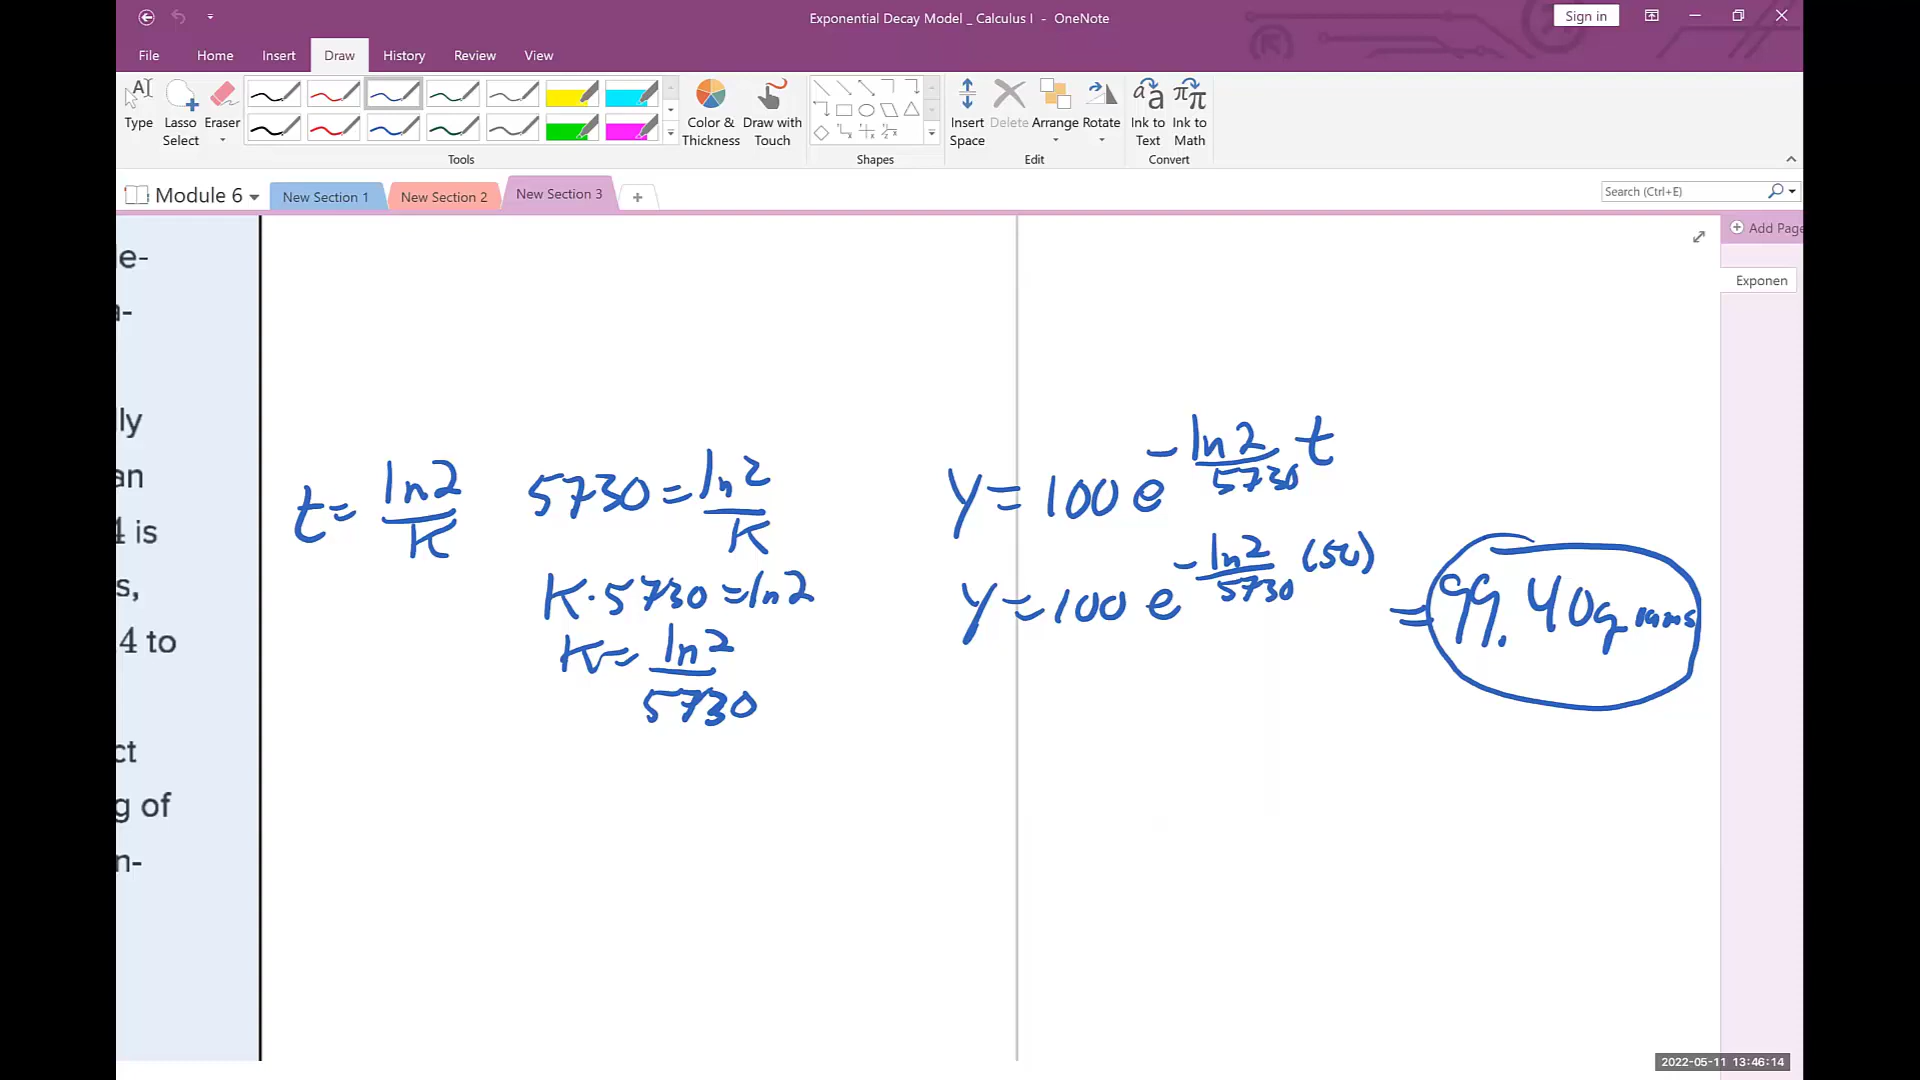 Exponential Decay Model _ Calculus I - OneNote
Sign in
File Home Insert Draw History Review View
Type
Lasso Select
Eraser
Color & Thickness
Draw with Touch
Insert Space
Delete
Arrange
Rotate
Ink to Text
Ink to Math
Tools
Shapes
Edit
Convert
Module 6
New Section 1
New Section 2
New Section 3
Search (Ctrl+E)
Add Page
Exponen
e-
a-
ly
an
4 is
s,
4 to
ct
g of
n-
t = ln2/K
5730 = ln2/K
K·5730 = ln2
K = ln2/5730
y = 100 e^(-ln2/5730 t)
y = 100 e^(-ln2/5730 (50)) = 99.40 grams
2022-05-11 13:46:14